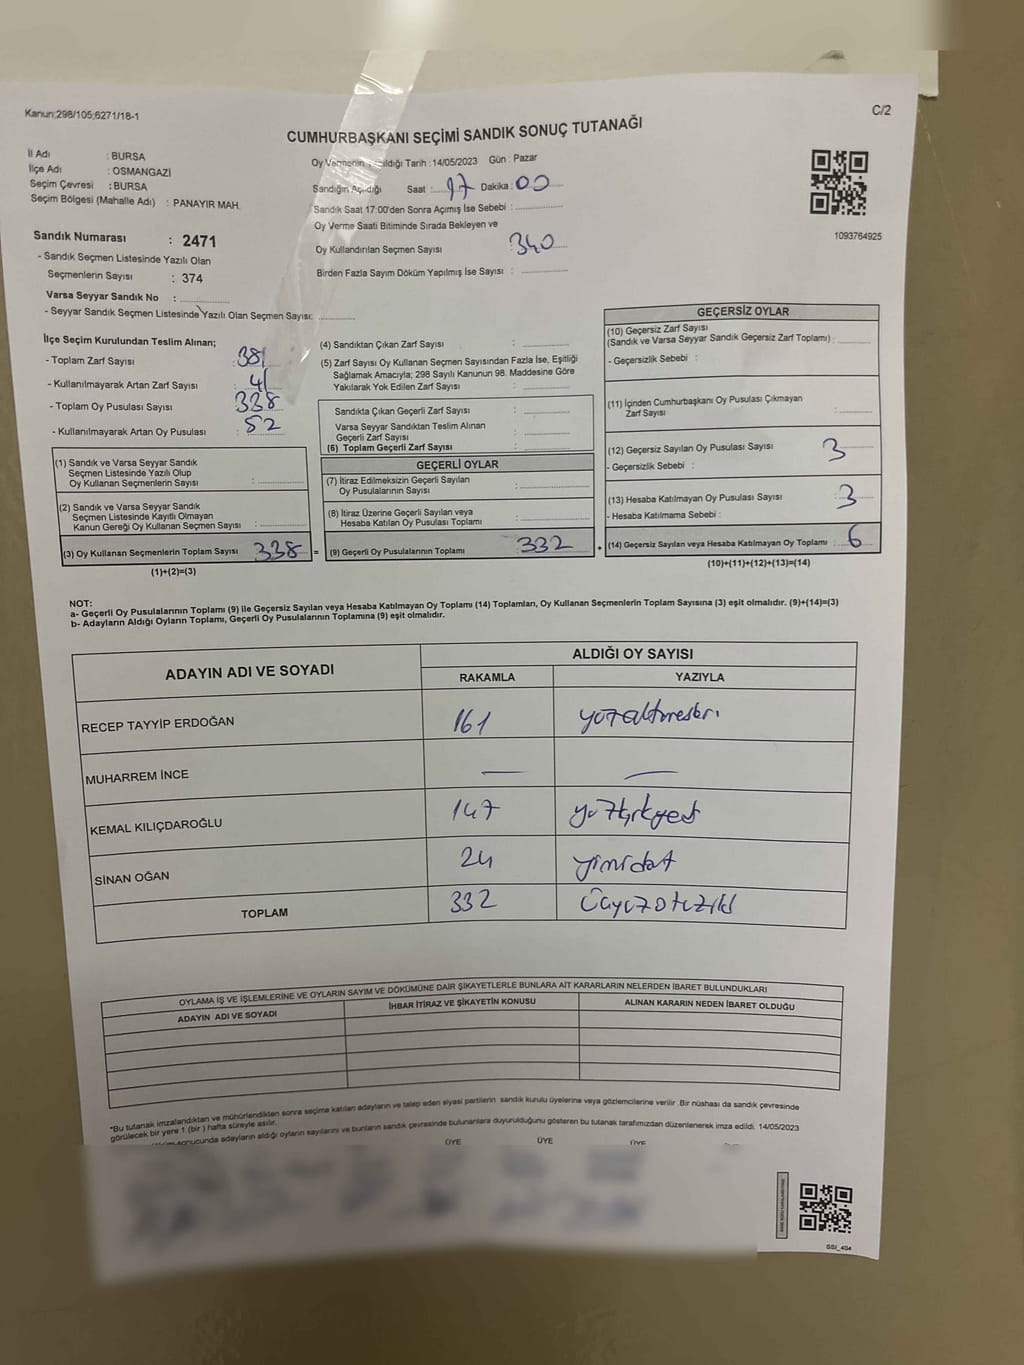 Kanun;298/105;6271/18-1
C/2
CUMHURBAŞKANI SEÇİMİ SANDIK SONUÇ TUTANAĞI
İl Adı : BURSA
İlçe Adı : OSMANGAZİ
Seçim Çevresi : BURSA
Seçim Bölgesi (Mahalle Adı) : PANAYIR MAH.
Oy Vermenin Tarih : 14/05/2023 Gün : Pazar
Sandığın Açıldığı Saat : 17 Dakika : 00
Sandık Saat 17:00'den Sonra Açımış İse Sebebi :
Oy Verme Saati Bitiminde Sırada Bekleyen ve
Oy Kullandırılan Seçmen Sayısı 340
Birden Fazla Sayım Döküm Yapılmış İse Sayısı :
1093764925
Sandık Numarası : 2471
- Sandık Seçmen Listesinde Yazılı Olan
Seçmenlerin Sayısı : 374
Varsa Seyyar Sandık No :
- Seyyar Sandık Seçmen Listesinde Yazılı Olan Seçmen Sayısı:
İlçe Seçim Kurulundan Teslim Alınan;
- Toplam Zarf Sayısı 381
- Kullanılmayarak Artan Zarf Sayısı : 41
- Toplam Oy Pusulası Sayısı 338
- Kullanılmayarak Artan Oy Pusulası : 52
(1) Sandık ve Varsa Seyyar Sandık
Seçmen Listesinde Yazılı Olup
Oy Kullanan Seçmenlerin Sayısı :
(2) Sandık ve Varsa Seyyar Sandık
Seçmen Listesinde Kayıtlı Olmayan
Kanun Gereği Oy Kullanan Seçmen Sayısı :
(3) Oy Kullanan Seçmenlerin Toplam Sayısı 338 =
(1)+(2)=(3)
(4) Sandıktan Çıkan Zarf Sayısı :
(5) Zarf Sayısı Oy Kullanan Seçmen Sayısından Fazla İse, Eşitliği
Sağlamak Amacıyla; 298 Sayılı Kanunun 98. Maddesine Göre
Yakılarak Yok Edilen Zarf Sayısı :
Sandıkta Çıkan Geçerli Zarf Sayısı :
Varsa Seyyar Sandıktan Teslim Alınan
Geçerli Zarf Sayısı :
(6) Toplam Geçerli Zarf Sayısı :
GEÇERLİ OYLAR
(7) İtiraz Edilmeksizin Geçerli Sayılan
Oy Pusulalarının Sayısı :
(8) İtiraz Üzerine Geçerli Sayılan veya
Hesaba Katılan Oy Pusulası Toplamı :
(9) Geçerli Oy Pusulalarının Toplamı 332 +
GEÇERSİZ OYLAR
(10) Geçersiz Zarf Sayısı
(Sandık ve Varsa Seyyar Sandık Geçersiz Zarf Toplamı) :
- Geçersizlik Sebebi :
(11) İçinden Cumhurbaşkanı Oy Pusulası Çıkmayan
Zarf Sayısı :
(12) Geçersiz Sayılan Oy Pusulası Sayısı 3
- Geçersizlik Sebebi :
(13) Hesaba Katılmayan Oy Pusulası Sayısı : 3
- Hesaba Katılmama Sebebi :
(14) Geçersiz Sayılan veya Hesaba Katılmayan Oy Toplamı : 6
(10)+(11)+(12)+(13)=(14)
NOT:
a- Geçerli Oy Pusulalarının Toplamı (9) ile Geçersiz Sayılan veya Hesaba Katılmayan Oy Toplamı (14) Toplamları, Oy Kullanan Seçmenlerin Toplam Sayısına (3) eşit olmalıdır. (9)+(14)=(3)
b- Adayların Aldığı Oyların Toplamı, Geçerli Oy Pusulalarının Toplamına (9) eşit olmalıdır.
ADAYIN ADI VE SOYADI
ALDIĞI OY SAYISI
RAKAMLA YAZIYLA
RECEP TAYYİP ERDOĞAN 161 yüzaltmışbir
MUHARREM İNCE — —
KEMAL KILIÇDAROĞLU 147 yüzkırkyedi
SİNAN OĞAN 24 yirmidört
TOPLAM 332 üçyüzotuziki
OYLAMA İŞ VE İŞLEMLERİNE VE OYLARIN SAYIM VE DÖKÜMÜNE DAİR ŞİKAYETLERLE BUNLARA AİT KARARLARIN NELERDEN İBARET BULUNDUKLARI
ADAYIN ADI VE SOYADI İHBAR İTİRAZ VE ŞİKAYETİN KONUSU ALINAN KARARIN NEDEN İBARET OLDUĞU
*Bu tutanak imzalandıktan ve mühürlendikten sonra seçime katılan adayların ve talep eden siyasi partilerin sandık kurulu üyelerine veya gözlemcilerine verilir .Bir nüshası da sandık çevresinde
görülecek bir yere 1 (bir ) hafta süreyle asılır.
sonucunda adayların aldığı oyların sayılarını ve bunların sandık çevresinde bulunanlara duyurulduğunu gösteren bu tutanak tarafımızdan düzenlenerek imza edildi. 14/05/2023
ÜYE ÜYE ÜYE
SSI_404